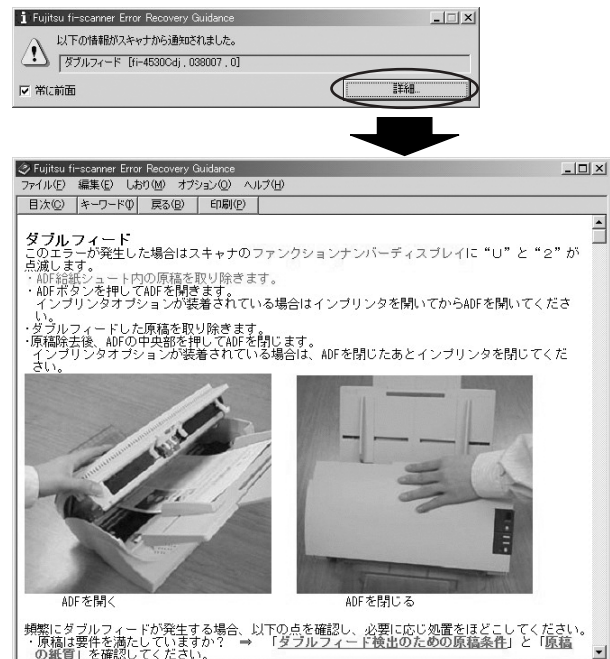 Fujitsu fi-scanner Error Recovery Guidance
以下の情報がスキャナから通知されました。
ダブルフィード [fi-4530Cdj , 038007 , 0]
常に前面
詳細...
Fujitsu fi-scanner Error Recovery Guidance
ファイル(F) 編集(E) しおり(M) オプション(O) ヘルプ(H)
目次(C) キーワード(I) 戻る(B) 印刷(P)
ダブルフィード
このエラーが発生した場合はスキャナのファンクションナンバーディスプレイに“U”と“2”が
点滅します。
・ADF給紙シュート内の原稿を取り除きます。
・ADFボタンを押してADFを開きます。
インプリンタオプションが装着されている場合はインプリンタを開いてからADFを開いてくださ
い。
・ダブルフィードした原稿を取り除きます。
・原稿除去後、ADFの中央部を押してADFを閉じます。
インプリンタオプションが装着されている場合は、ADFを閉じたあとインプリンタを閉じてくだ
さい。
ADFを開く
ADFを閉じる
頻繁にダブルフィードが発生する場合、以下の点を確認し、必要に応じ処置をほどこしてください。
・原稿は要件を満たしていますか? ⇒ 「ダブルフィード検出のための原稿条件」と「原稿
の紙質」を確認してください。